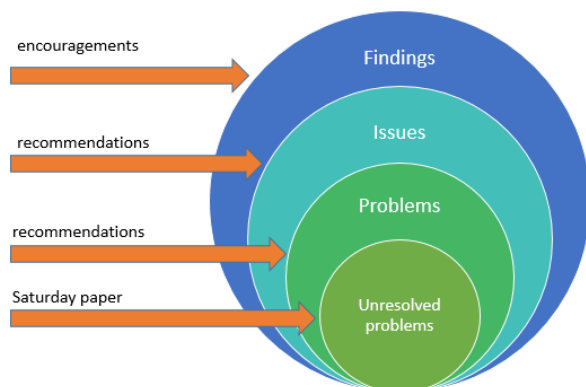 encouragements
Findings
recommendations
Issues
recommendations
Problems
Saturday paper
Unresolved
problems